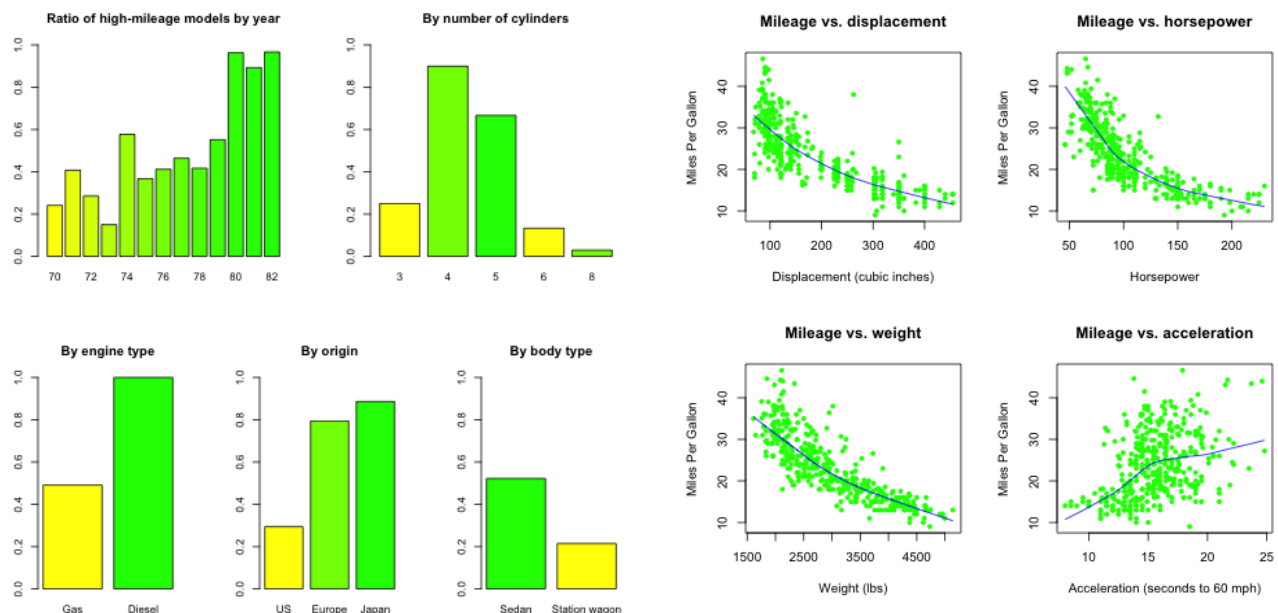 Ratio of high-mileage models by year
0.0 0.2 0.4 0.6 0.8 1.0
70 72 74 76 78 80 82
By number of cylinders
0.0 0.2 0.4 0.6 0.8 1.0
3 4 5 6 8
Mileage vs. displacement
Miles Per Gallon
10 20 30 40
100 200 300 400
Displacement (cubic inches)
Mileage vs. horsepower
Miles Per Gallon
10 20 30 40
50 100 150 200
Horsepower
By engine type
0.0 0.2 0.4 0.6 0.8 1.0
Gas Diesel
By origin
0.0 0.2 0.4 0.6 0.8 1.0
US Europe Japan
By body type
0.0 0.2 0.4 0.6 0.8 1.0
Sedan Station wagon
Mileage vs. weight
Miles Per Gallon
10 20 30 40
1500 2500 3500 4500
Weight (lbs)
Mileage vs. acceleration
Miles Per Gallon
10 20 30 40
10 15 20 25
Acceleration (seconds to 60 mph)